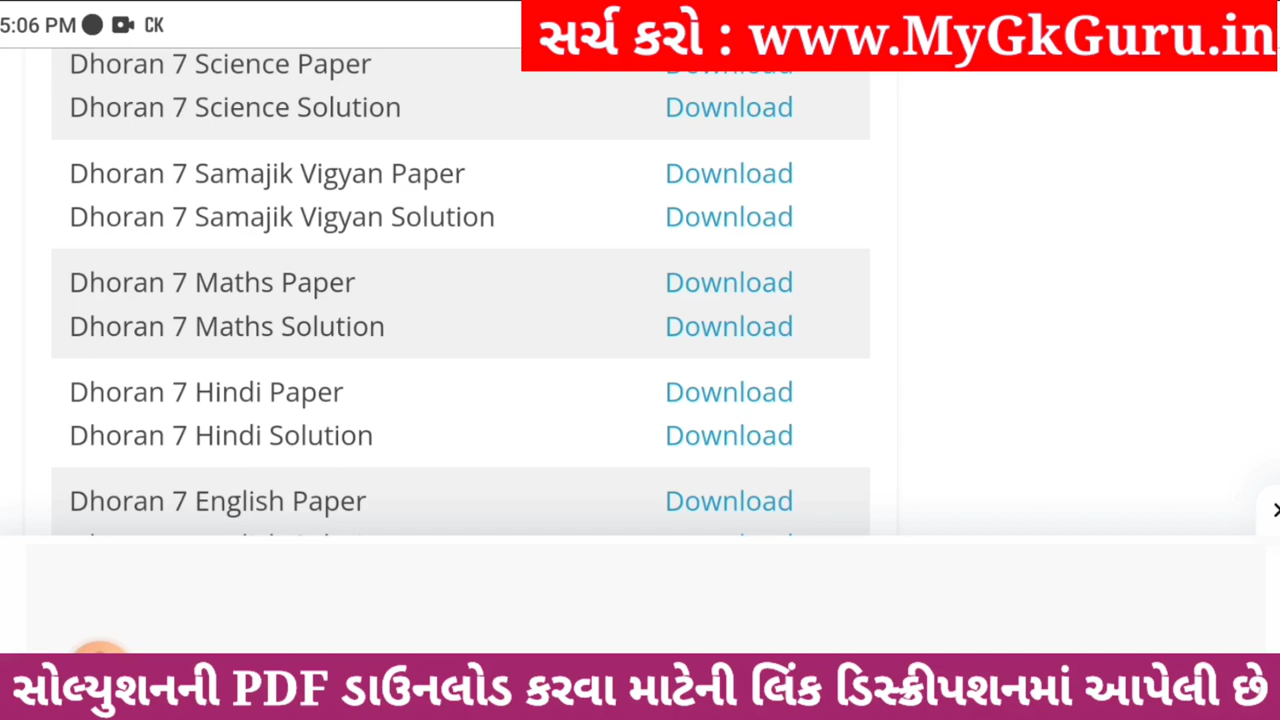 5:06 PM CK
સર્ચ કરો : www.MyGkGuru.in
Dhoran 7 Science Paper Download
Dhoran 7 Science Solution Download
Dhoran 7 Samajik Vigyan Paper Download
Dhoran 7 Samajik Vigyan Solution Download
Dhoran 7 Maths Paper Download
Dhoran 7 Maths Solution Download
Dhoran 7 Hindi Paper Download
Dhoran 7 Hindi Solution Download
Dhoran 7 English Paper Download
સોલ્યુશનની PDF ડાઉનલોડ કરવા માટેની લિંક ડિસ્ક્રીપશનમાં આપેલી છે